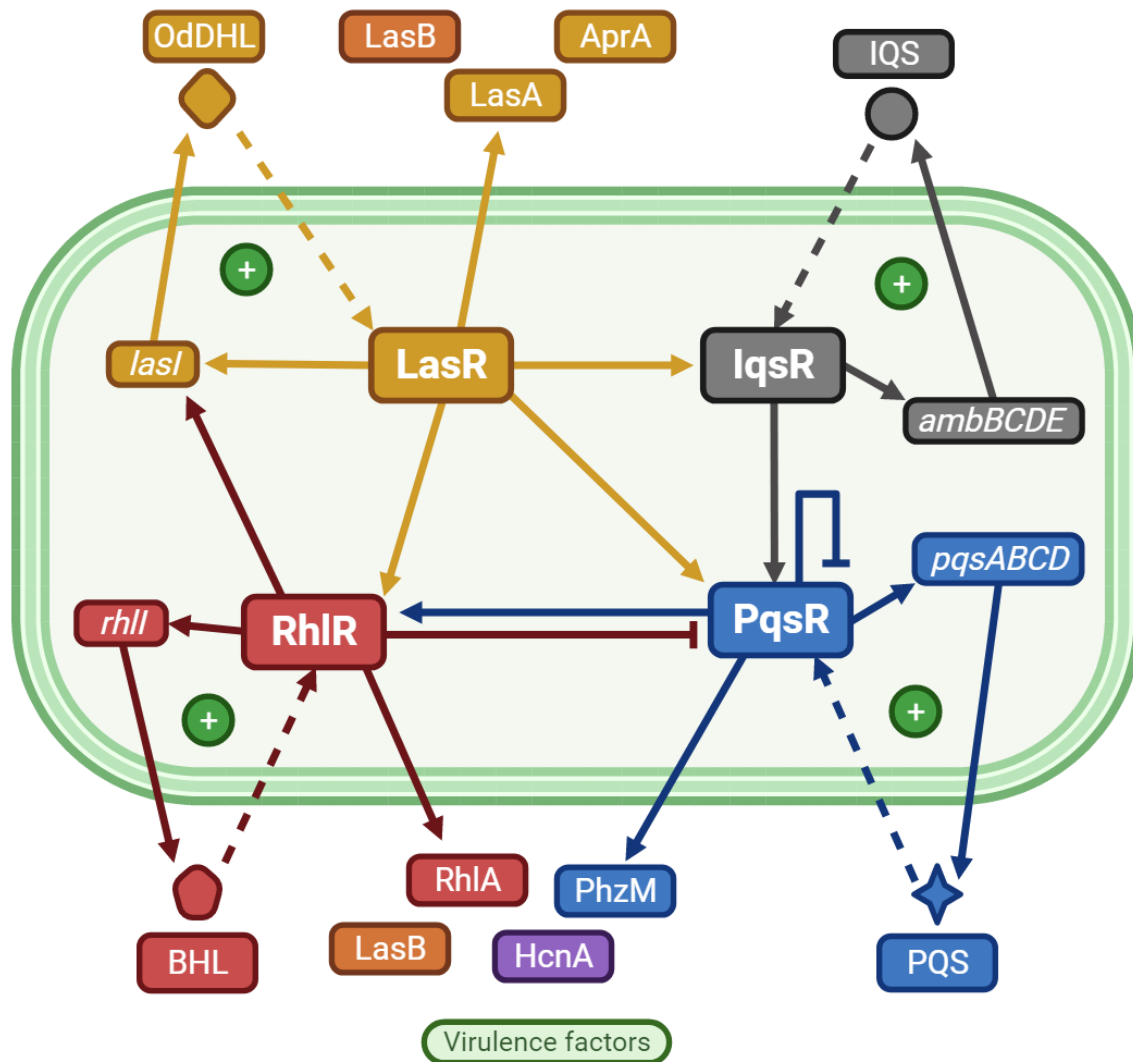 OdDHL
LasB
AprA
IQS
LasA
+
+
lasI
LasR
IqsR
ambBCDE
pqsABCD
rhlI
RhlR
PqsR
+
+
RhlA
PhzM
LasB
HcnA
BHL
PQS
Virulence factors